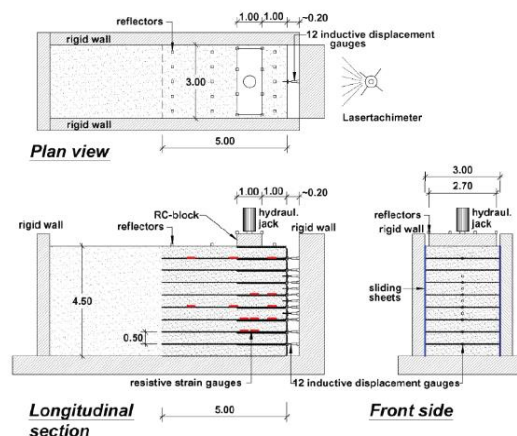 reflectors
1.00 1.00 ~0.20
12 inductive displacement
gauges
rigid wall
3.00
Lasertachimeter
rigid wall
Plan view
5.00
1.00 1.00 ~0.20
RC-block
hydraul.
jack
rigid wall
rigid wall
reflectors
4.50
0.50
resistive strain gauges
12 inductive displacement gauges
Longitudinal
section
5.00
3.00
2.70
reflectors
hydraul.
jack
sliding
sheets
Front side